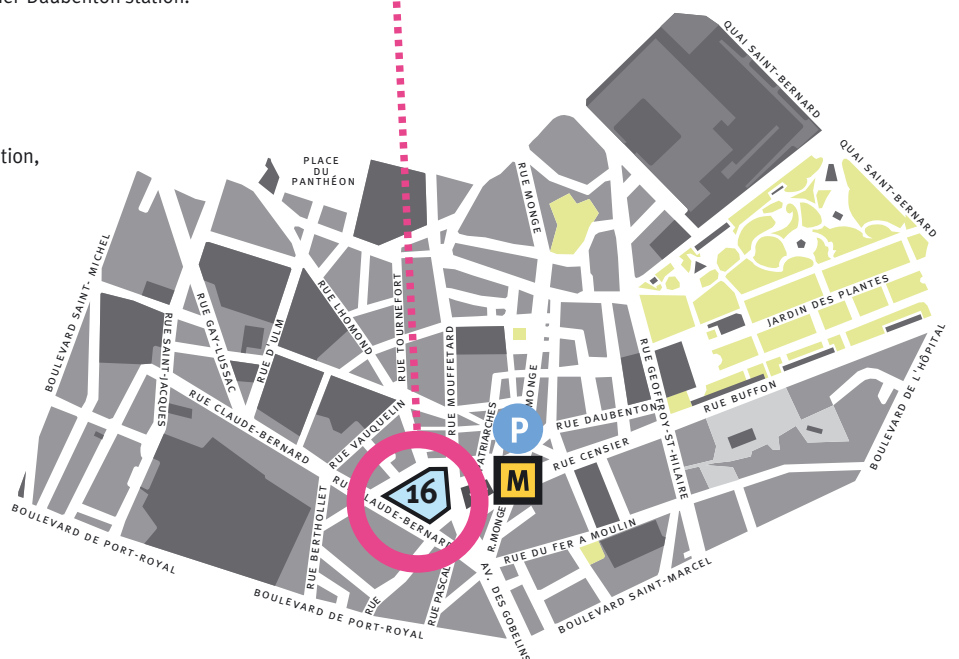 er-Daubenton station.
tion,
QUAI SAINT-BERNARD
QUAI SAINT-BERNARD
PLACE
DU
PANTHÉON
RUE MONGE
BOULEVARD SAINT-MICHEL
RUE SAINT-JACQUES
RUE GAY-LUSSAC
RUE D'ULM
RUE LHOMOND
RUE TOURNEFORT
RUE MOUFFETARD
MONGE
PATRIARCHES
RUE GEOFFROY-ST-HILAIRE
JARDIN DES PLANTES
RUE BUFFON
BOULEVARD DE L'HÔPITAL
RUE CLAUDE-BERNARD
RUE VAUQUELIN
RUE DAUBENTON
RUE CENSIER
P
M
16
RU
LAUDE-BERNARD
RUE BERTHOLLET
R.MONGE
RUE DU FER A MOULIN
BOULEVARD DE PORT-ROYAL
RUE
RUE PASCAL
AV. DES GOBELINS
BOULEVARD SAINT-MARCEL
BOULEVARD DE PORT-ROYAL